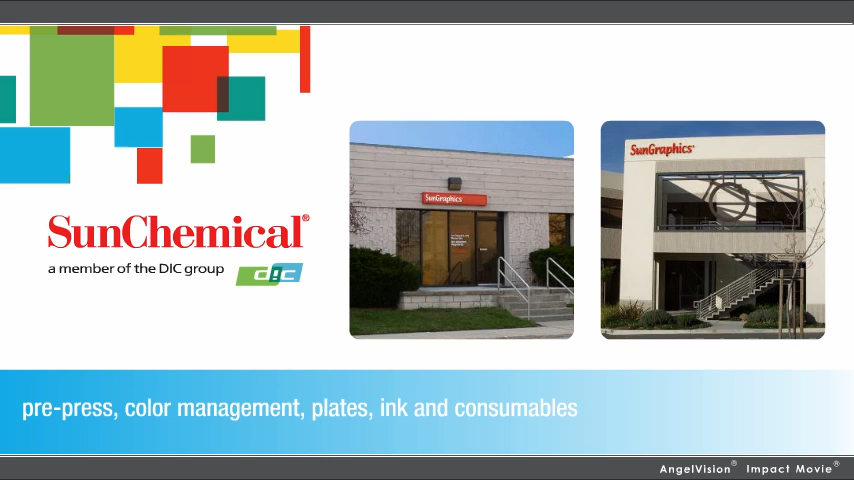 SunChemical®
a member of the DIC group
dic
SunGraphics
SunGraphics
pre-press, color management, plates, ink and consumables
AngelVision® Impact Movie®